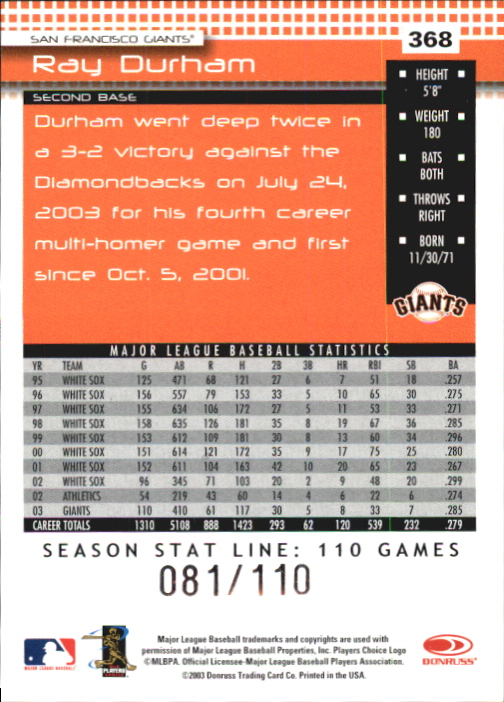 SAN FRANCISCO GIANTS®
368
Ray Durham
SECOND BASE
Durham went deep twice in
a 3-2 victory against the
Diamondbacks on July 24,
2003 for his fourth career
multi-homer game and first
since Oct. 5, 2001.
HEIGHT
5'8"
WEIGHT
180
BATS
BOTH
THROWS
RIGHT
BORN
11/30/71
GIANTS
MAJOR LEAGUE BASEBALL STATISTICS
YR TEAM G AB R H 2B 3B HR RBI SB BA
95 WHITE SOX 125 471 68 121 27 6 7 51 18 .257
96 WHITE SOX 156 557 79 153 33 5 10 65 30 .275
97 WHITE SOX 155 634 106 172 27 5 11 53 33 .271
98 WHITE SOX 158 635 126 181 35 8 19 67 36 .285
99 WHITE SOX 153 612 109 181 30 8 13 60 34 .296
00 WHITE SOX 151 614 121 172 35 9 17 75 25 .280
01 WHITE SOX 152 611 104 163 42 10 20 65 23 .267
02 WHITE SOX 96 345 71 103 20 2 9 48 20 .299
02 ATHLETICS 54 219 43 60 14 4 6 22 6 .274
03 GIANTS 110 410 61 117 30 5 8 33 7 .285
CAREER TOTALS 1310 5108 888 1423 293 62 120 539 232 .279
SEASON STAT LINE: 110 GAMES
081/110
Major League Baseball trademarks and copyrights are used with
permission of Major League Baseball Properties, Inc. Players Choice Logo
©MLBPA. Official Licensee-Major League Baseball Players Association.
©2003 Donruss Trading Card Co. Printed in the USA.
MAJOR LEAGUE BASEBALL
PLAYERS
DONRUSS